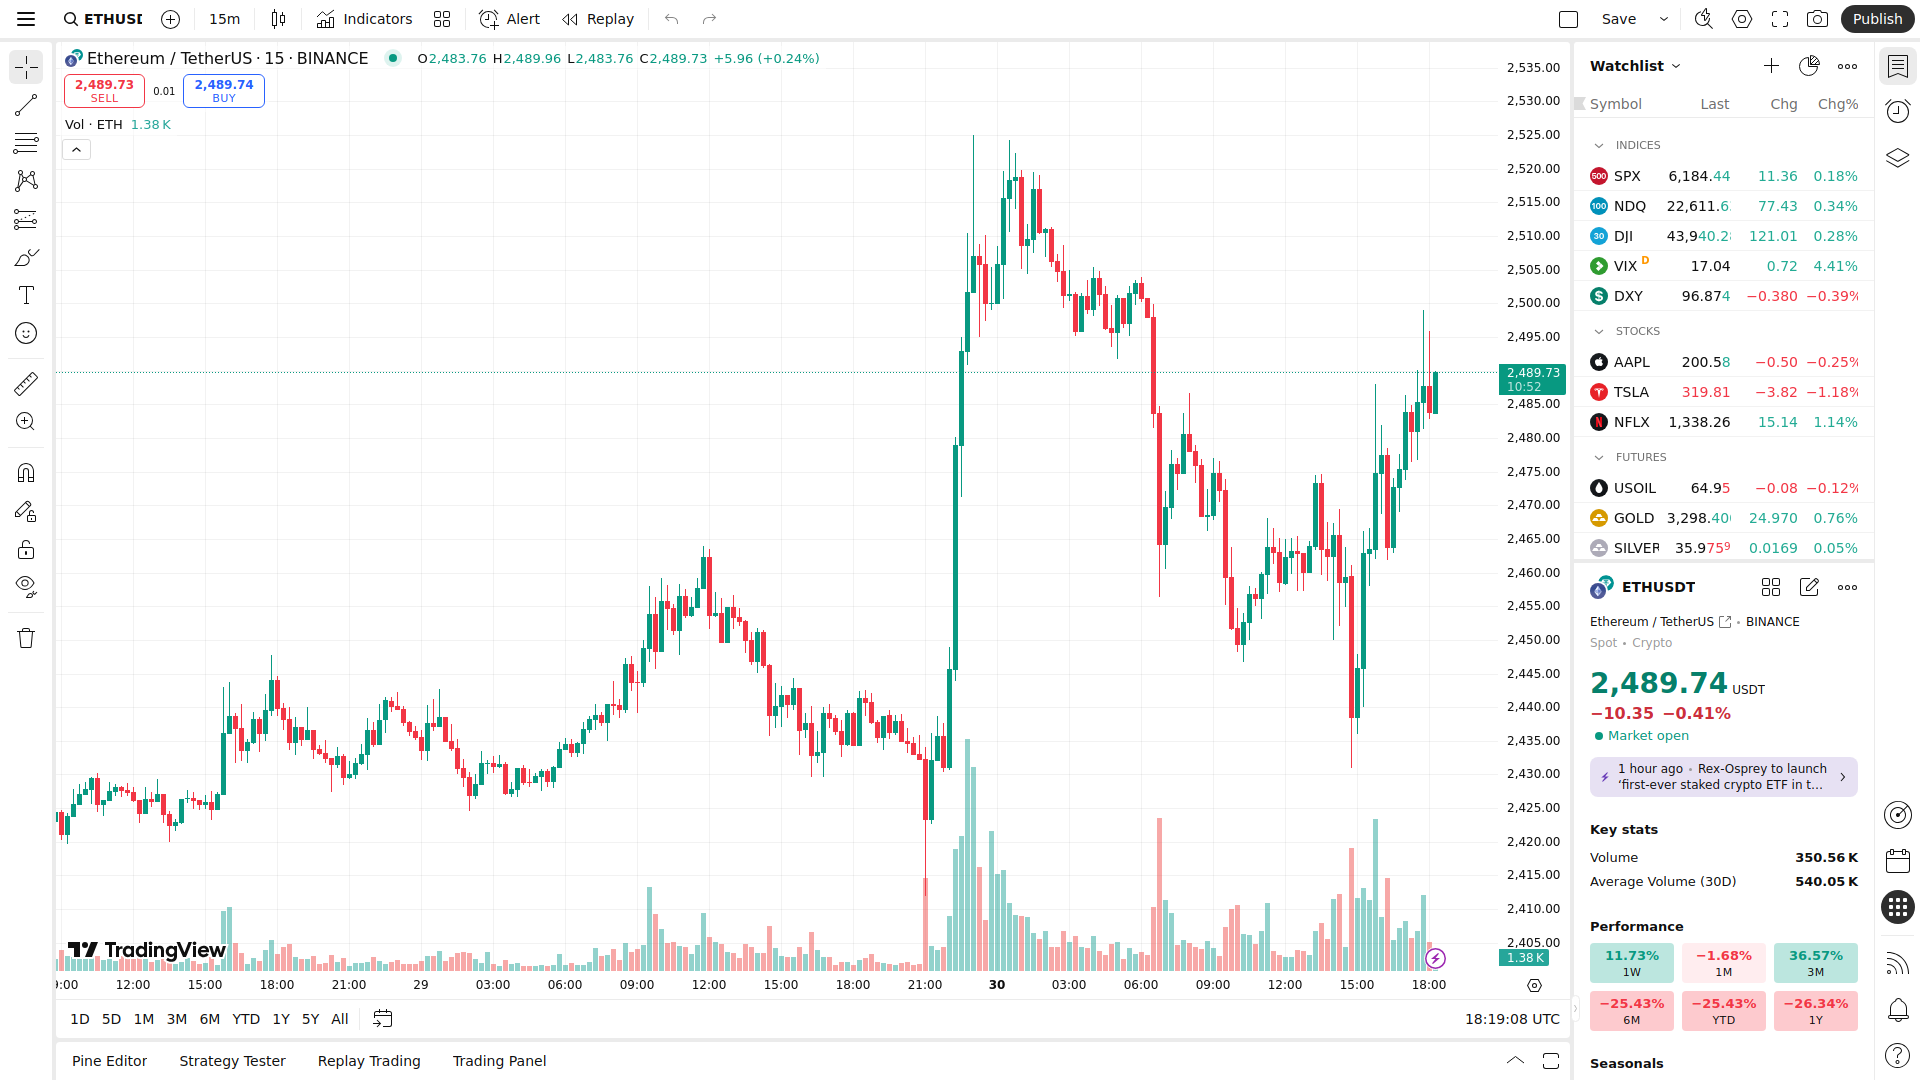 ETHUSD
15m
Indicators
Alert
Replay
Save
Publish
Ethereum / TetherUS · 15 · BINANCE
O2,483.76 H2,489.96 L2,483.76 C2,489.73 +5.96 (+0.24%)
2,489.73
SELL
0.01
2,489.74
BUY
Vol · ETH 1.38 K
2,535.00
2,530.00
2,525.00
2,520.00
2,515.00
2,510.00
2,505.00
2,500.00
2,495.00
2,489.73
10:52
2,485.00
2,480.00
2,475.00
2,470.00
2,465.00
2,460.00
2,455.00
2,450.00
2,445.00
2,440.00
2,435.00
2,430.00
2,425.00
2,420.00
2,415.00
2,410.00
2,405.00
1.38 K
TradingView
:00 12:00 15:00 18:00 21:00 29 03:00 06:00 09:00 12:00 15:00 18:00 21:00 30 03:00 06:00 09:00 12:00 15:00 18:00
1D 5D 1M 3M 6M YTD 1Y 5Y All
18:19:08 UTC
Pine Editor Strategy Tester Replay Trading Trading Panel
Watchlist
Symbol Last Chg Chg%
INDICES
500 SPX 6,184.44 11.36 0.18%
100 NDQ 22,611.6 77.43 0.34%
30 DJI 43,940.2 121.01 0.28%
VIX D 17.04 0.72 4.41%
DXY 96.874 −0.380 −0.39%
STOCKS
AAPL 200.58 −0.50 −0.25%
TSLA 319.81 −3.82 −1.18%
NFLX 1,338.26 15.14 1.14%
FUTURES
USOIL 64.95 −0.08 −0.12%
GOLD 3,298.40 24.970 0.76%
SILVER 35.9759 0.0169 0.05%
ETHUSDT
Ethereum / TetherUS • BINANCE
Spot • Crypto
2,489.74 USDT
−10.35 −0.41%
Market open
1 hour ago • Rex-Osprey to launch
‘first-ever staked crypto ETF in t...
Key stats
Volume 350.56 K
Average Volume (30D) 540.05 K
Performance
11.73% −1.68% 36.57%
1W 1M 3M
−25.43% −25.43% −26.34%
6M YTD 1Y
Seasonals